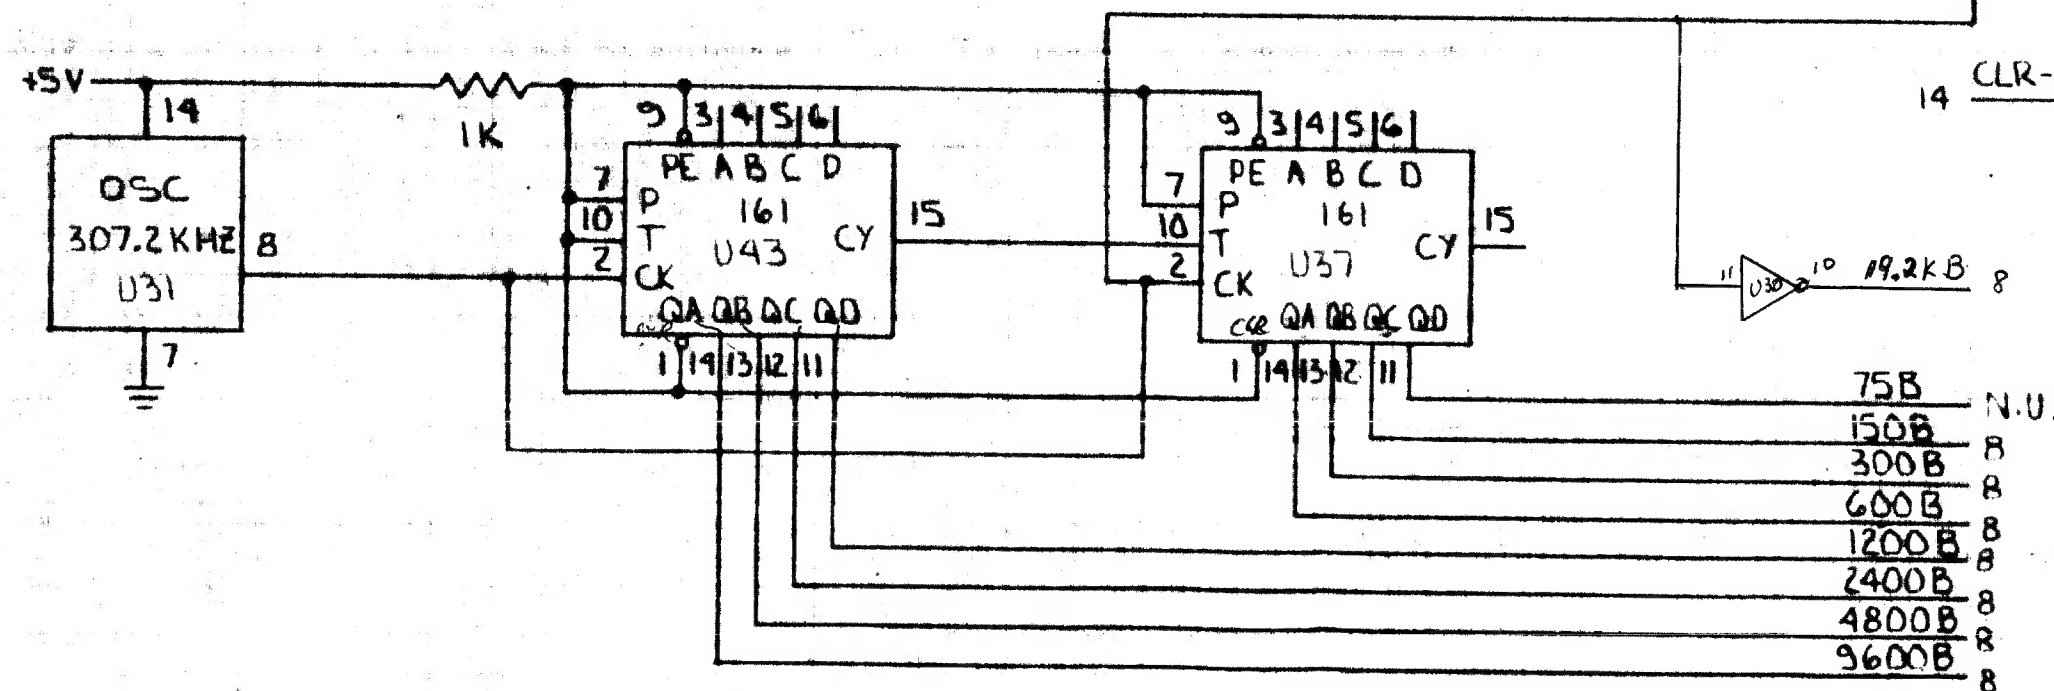 +5V
14
1K
OSC
307.2KHZ
U31
8
7
9 3 4 5 6
PE A B C D
7 P
10 T
2 CK
161
U43
CY 15
QA QB QC QD
1 14 13 12 11
9 3 4 5 6
PE A B C D
7 P
10 T
2 CK
161
U37
CY 15
CLR QA QB QC QD
1 14 13 12 11
14 CLR-
11 U30 10 19.2KB 8
75B N.U.
150B 8
300B 8
600B 8
1200B 8
2400B 8
4800B 8
9600B 8